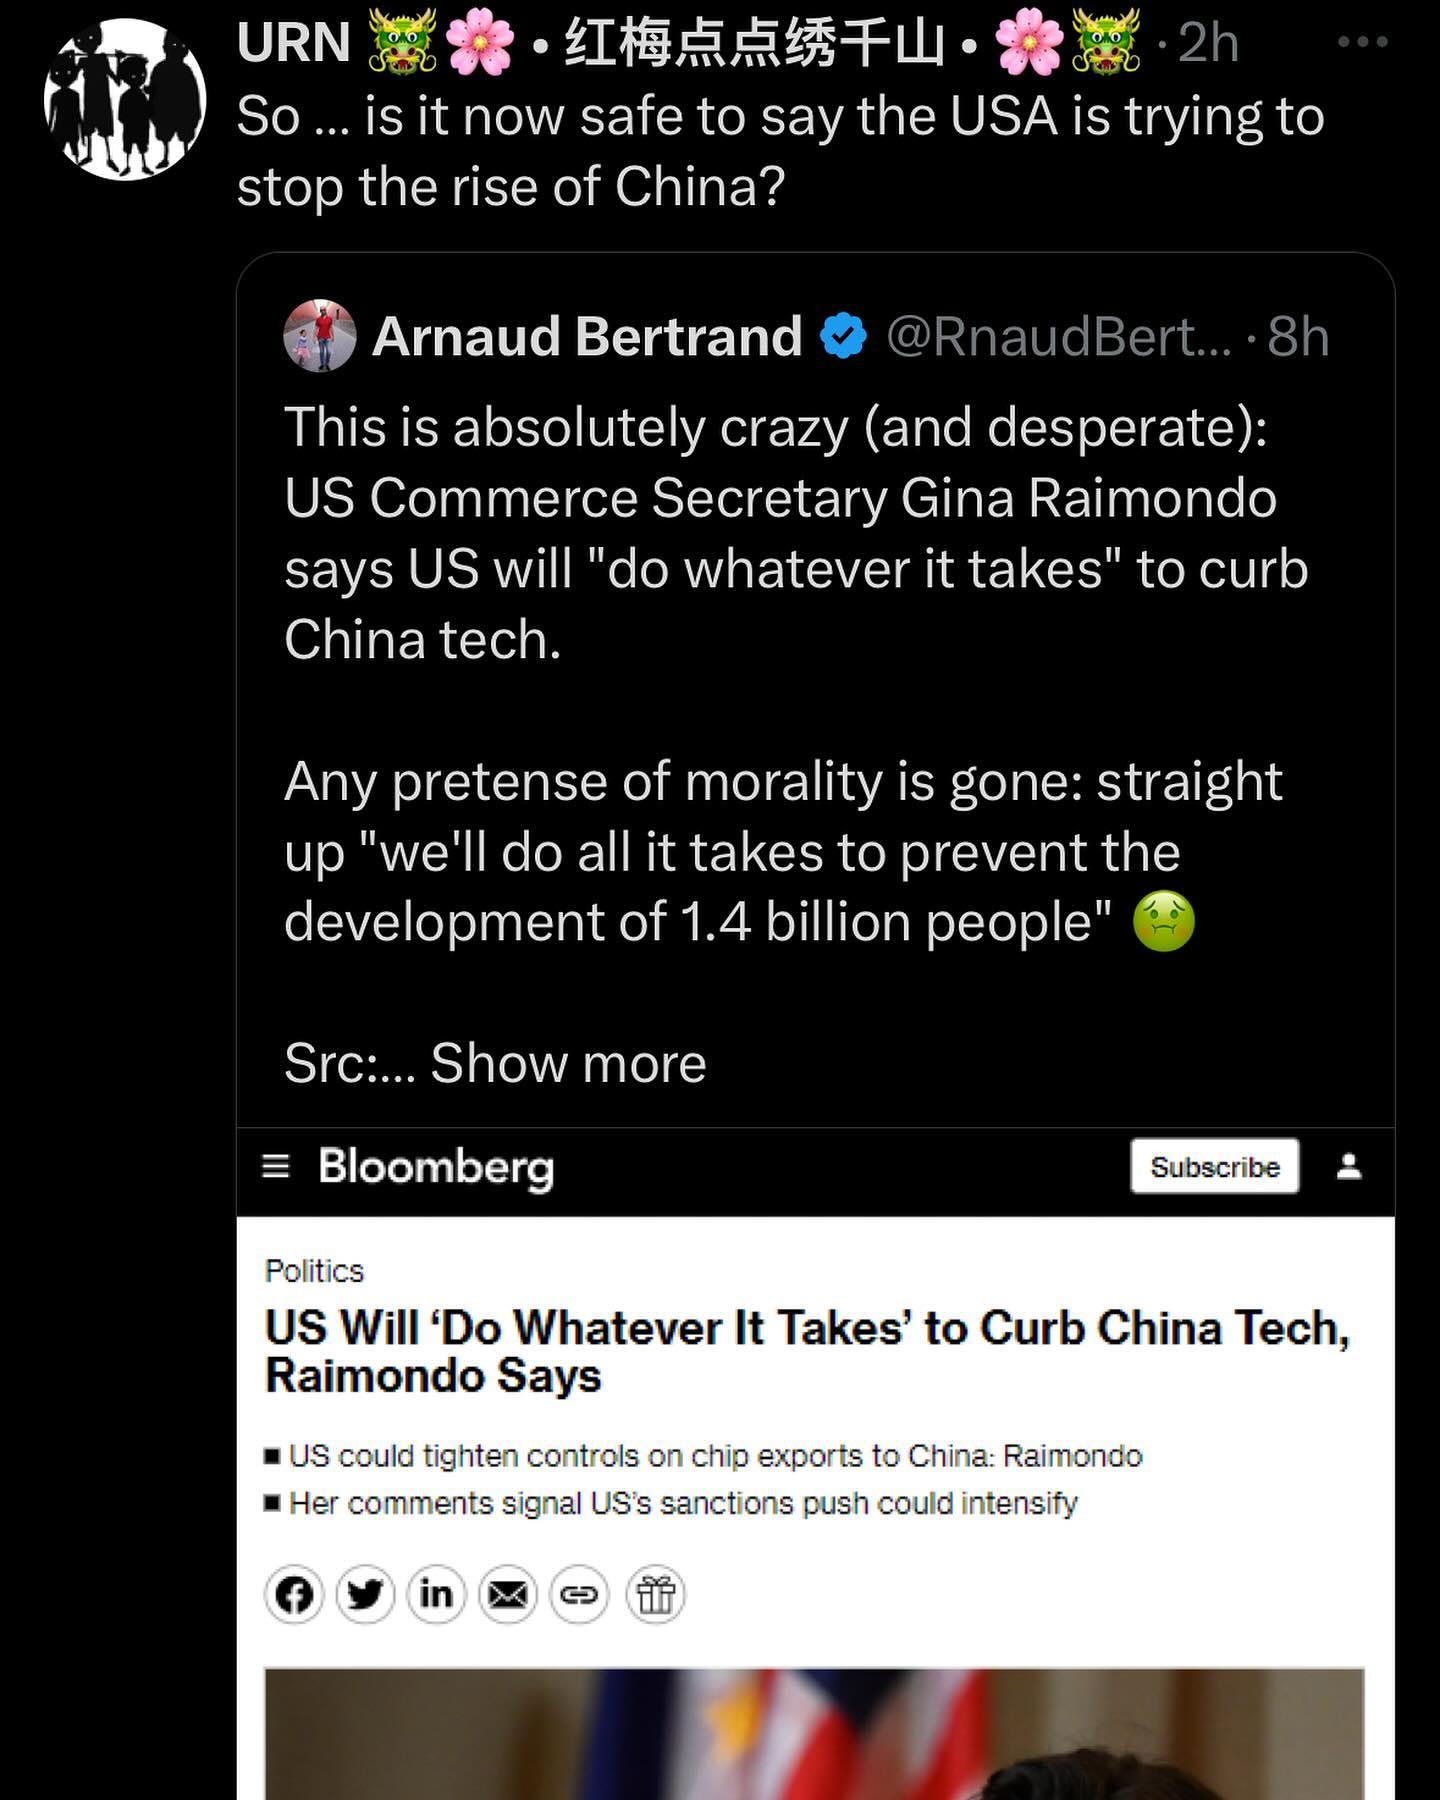 URN 🐲🌸 • 红梅点点绣千山 • 🌸🐲 · 2h
So ... is it now safe to say the USA is trying to
stop the rise of China?
Arnaud Bertrand @RnaudBert... · 8h
This is absolutely crazy (and desperate):
US Commerce Secretary Gina Raimondo
says US will "do whatever it takes" to curb
China tech.
Any pretense of morality is gone: straight
up "we'll do all it takes to prevent the
development of 1.4 billion people" 🤢
Src:... Show more
Bloomberg
Subscribe
Politics
US Will ‘Do Whatever It Takes’ to Curb China Tech,
Raimondo Says
■ US could tighten controls on chip exports to China: Raimondo
■ Her comments signal US’s sanctions push could intensify